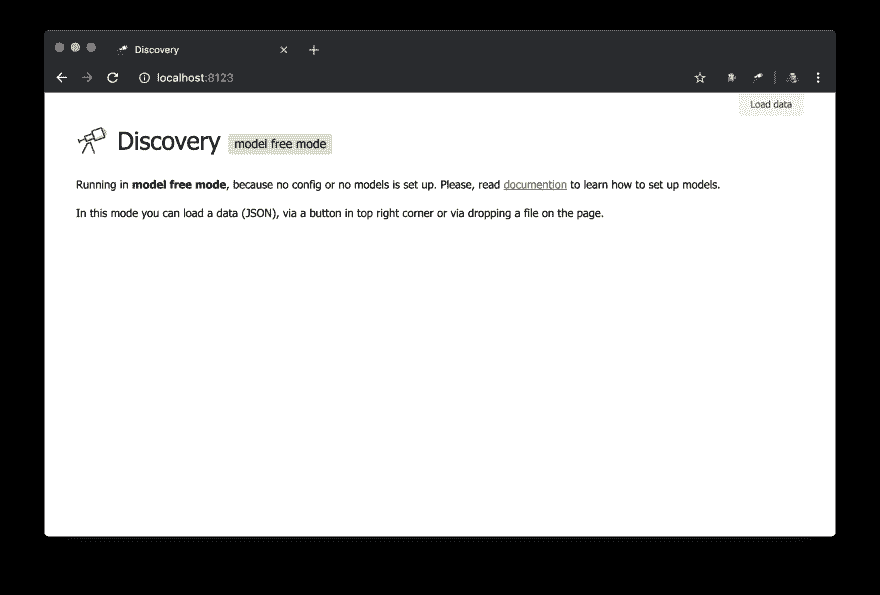 Discovery
localhost:8123
Load data
Discovery model free mode
Running in model free mode, because no config or no models is set up. Please, read documention to learn how to set up models.
In this mode you can load a data (JSON), via a button in top right corner or via dropping a file on the page.